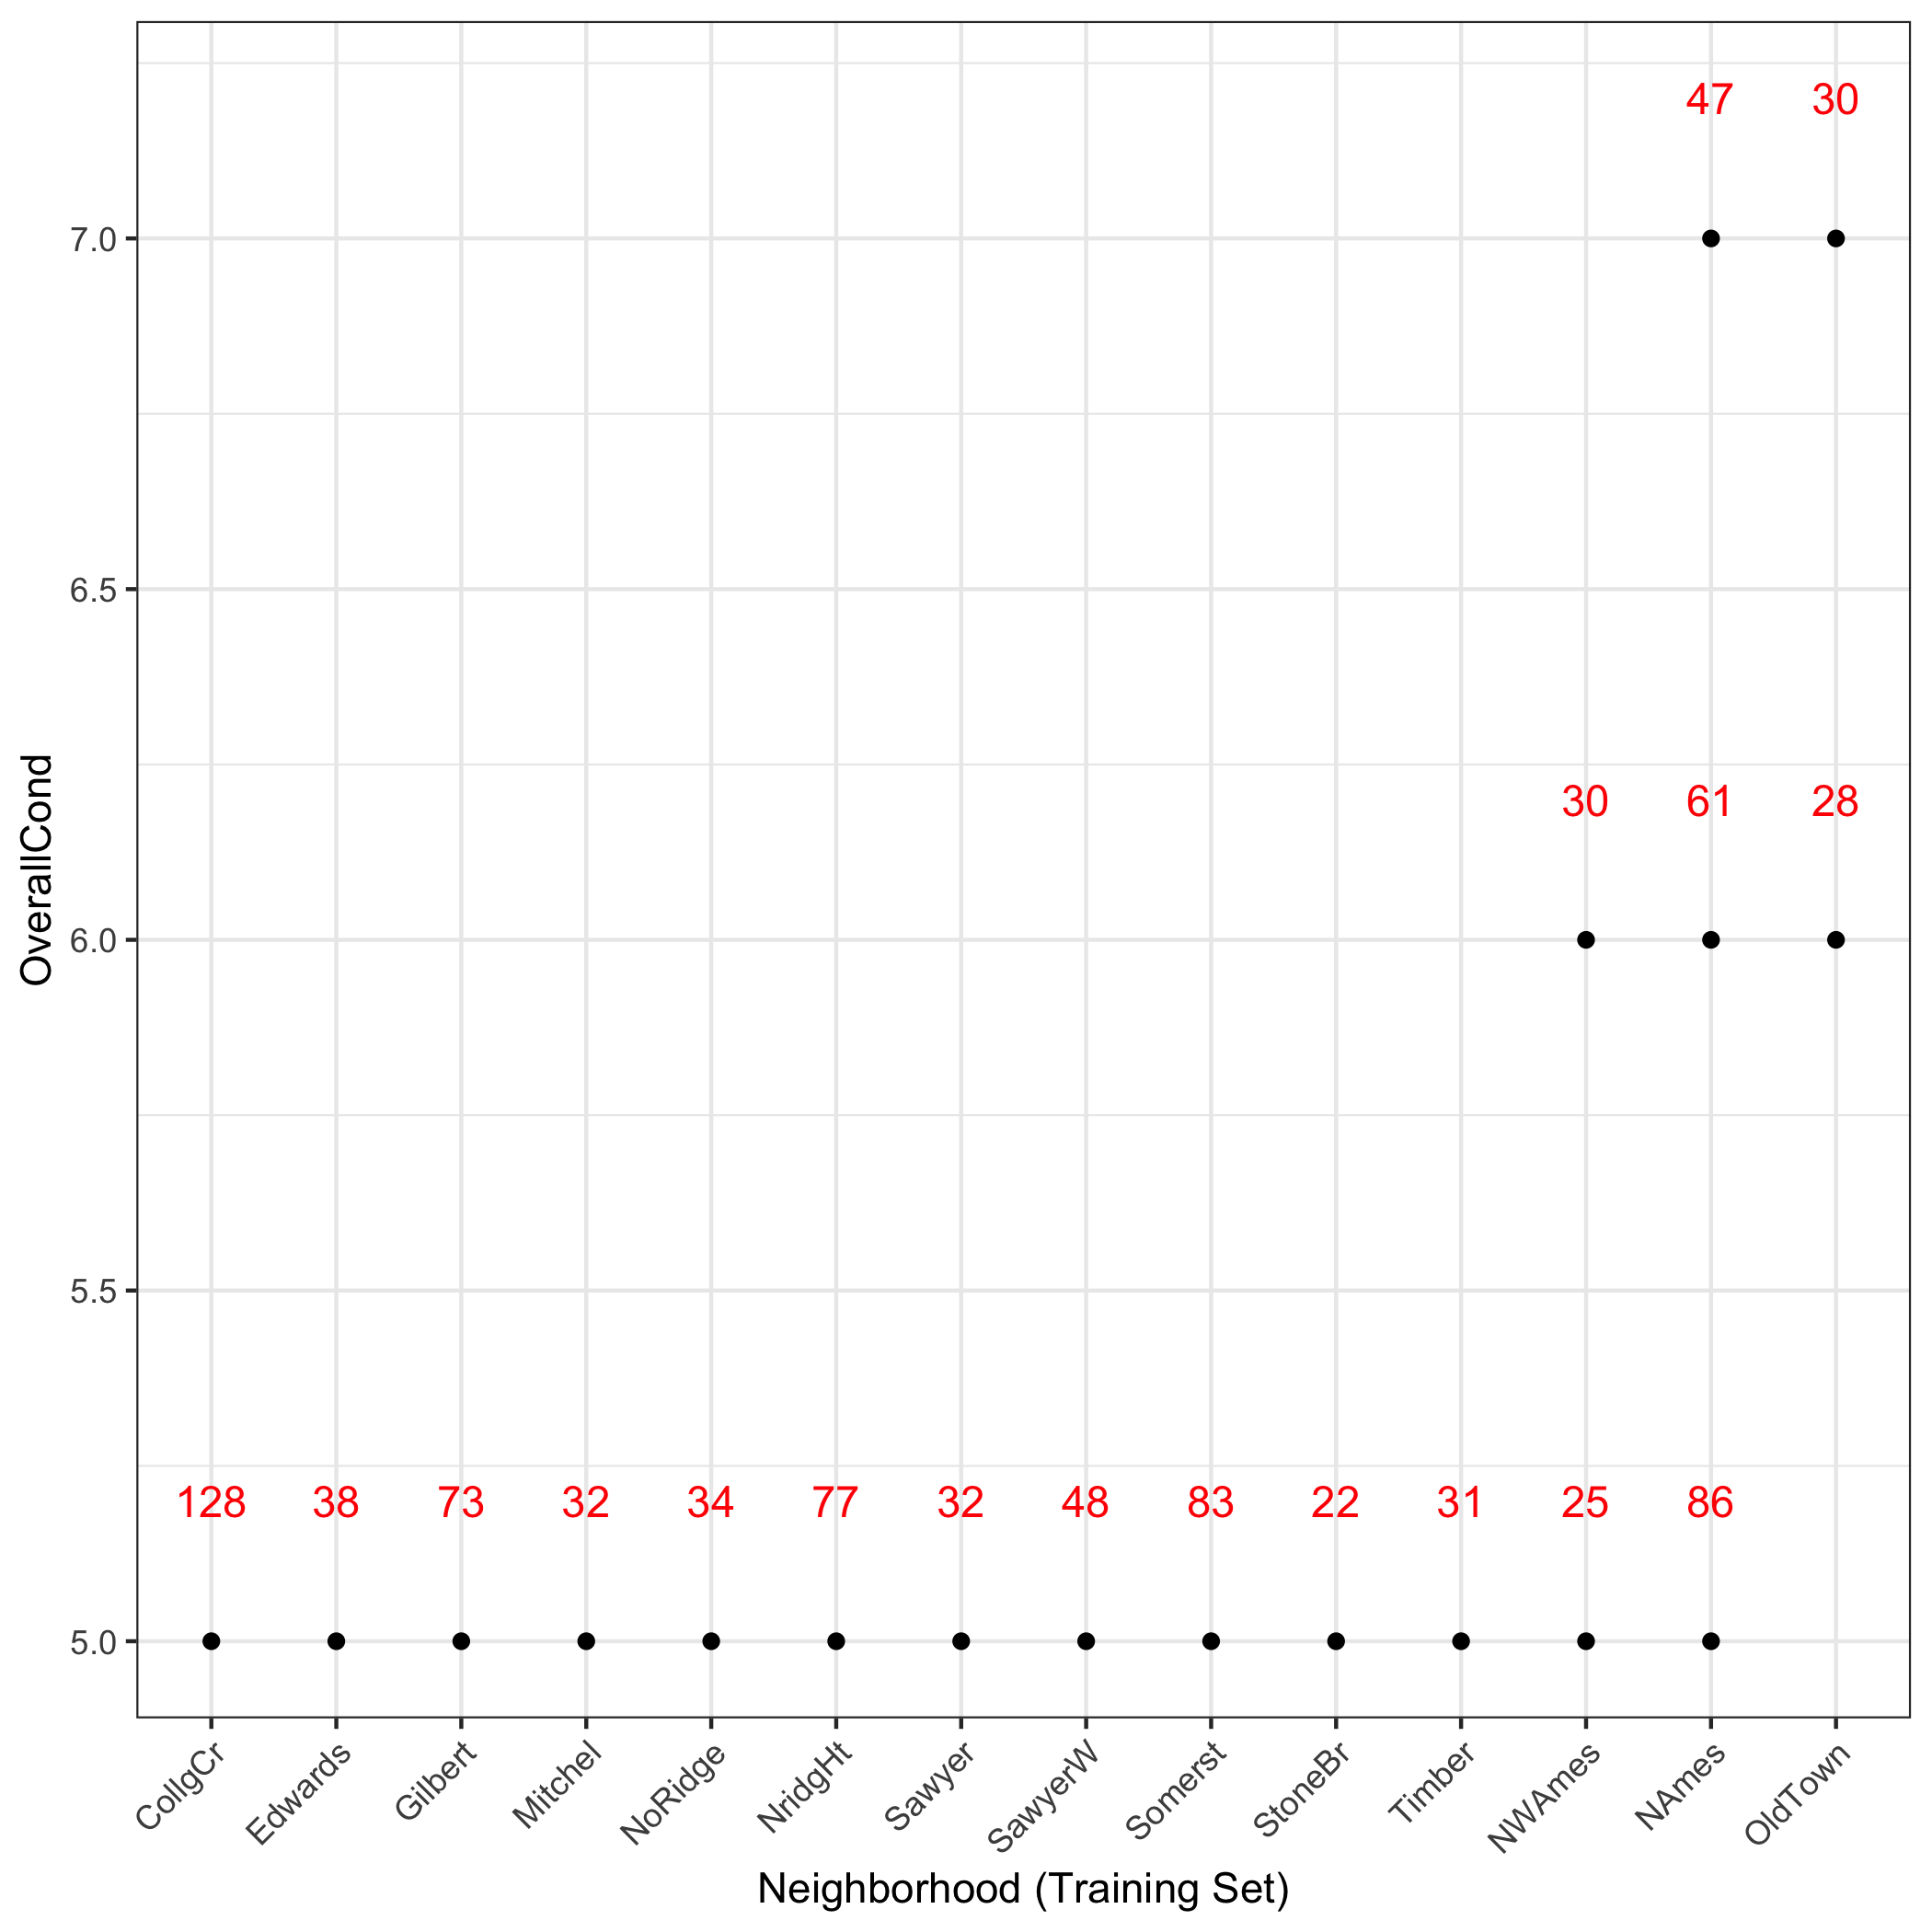 47 30
7.0
6.5
30 61 28
6.0
5.5
128 38 73 32 34 77 32 48 83 22 31 25 86
5.0
OverallCond
CollgCr Edwards Gilbert Mitchel NoRidge NridgHt Sawyer SawyerW Somerst StoneBr Timber NWAmes NAmes OldTown
Neighborhood (Training Set)